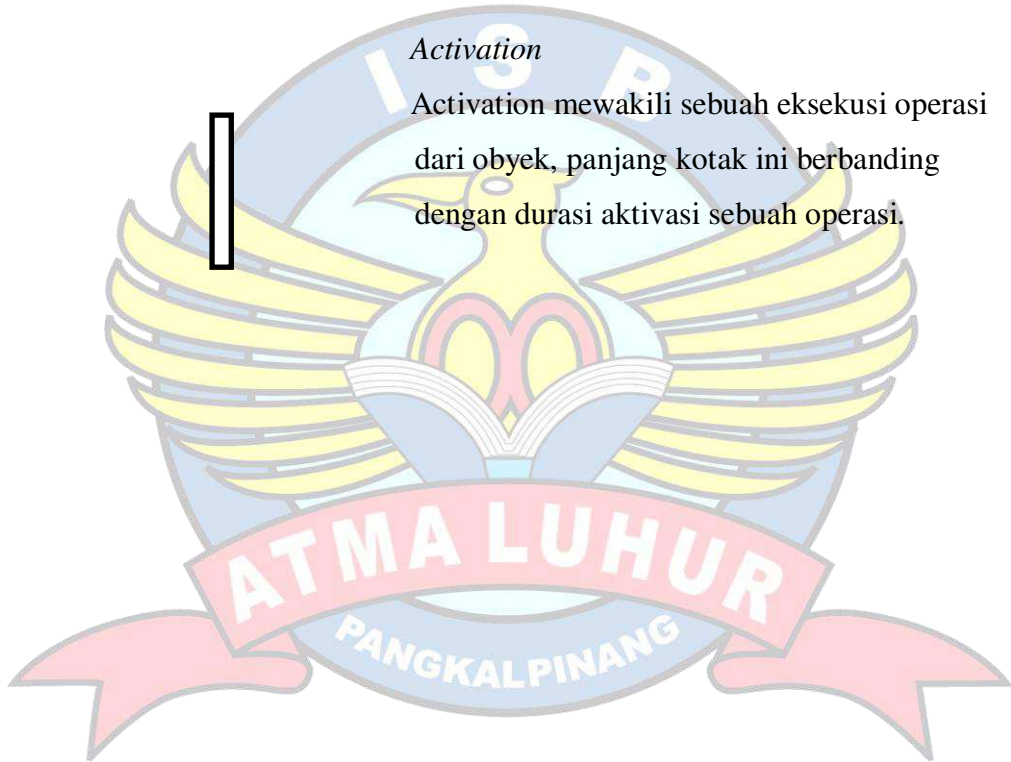 I S B
Activation
Activation mewakili sebuah eksekusi operasi
dari obyek, panjang kotak ini berbanding
dengan durasi aktivasi sebuah operasi.
ATMA LUHUR
PANGKALPINANG